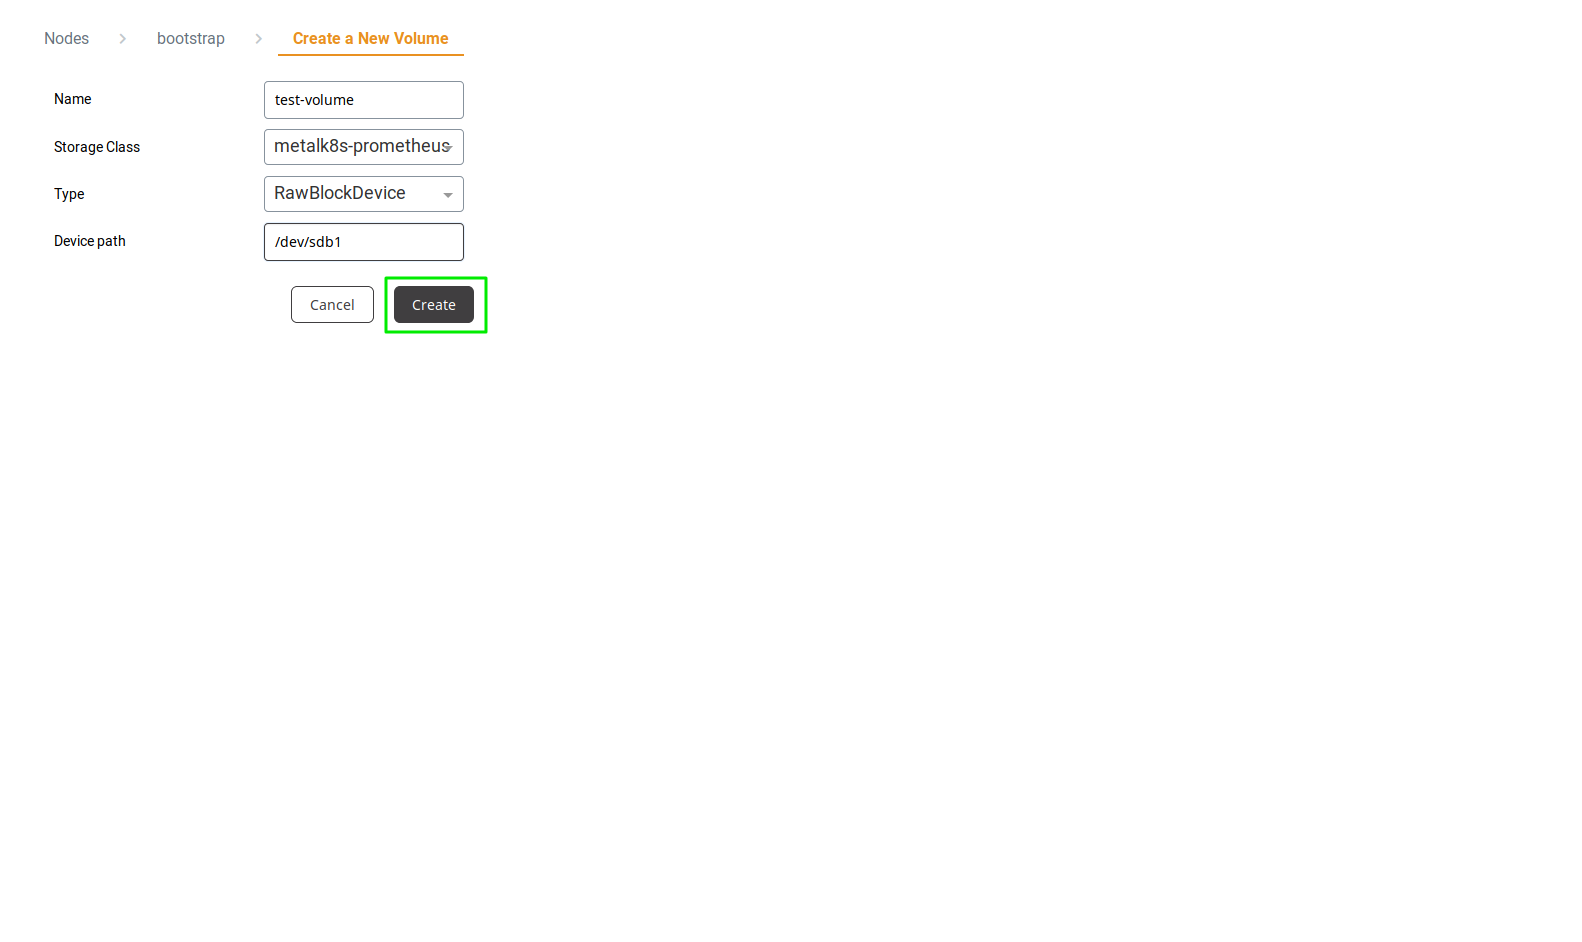 Nodes > bootstrap > Create a New Volume
Name test-volume
Storage Class metalk8s-prometheus
Type RawBlockDevice
Device path /dev/sdb1
Cancel Create